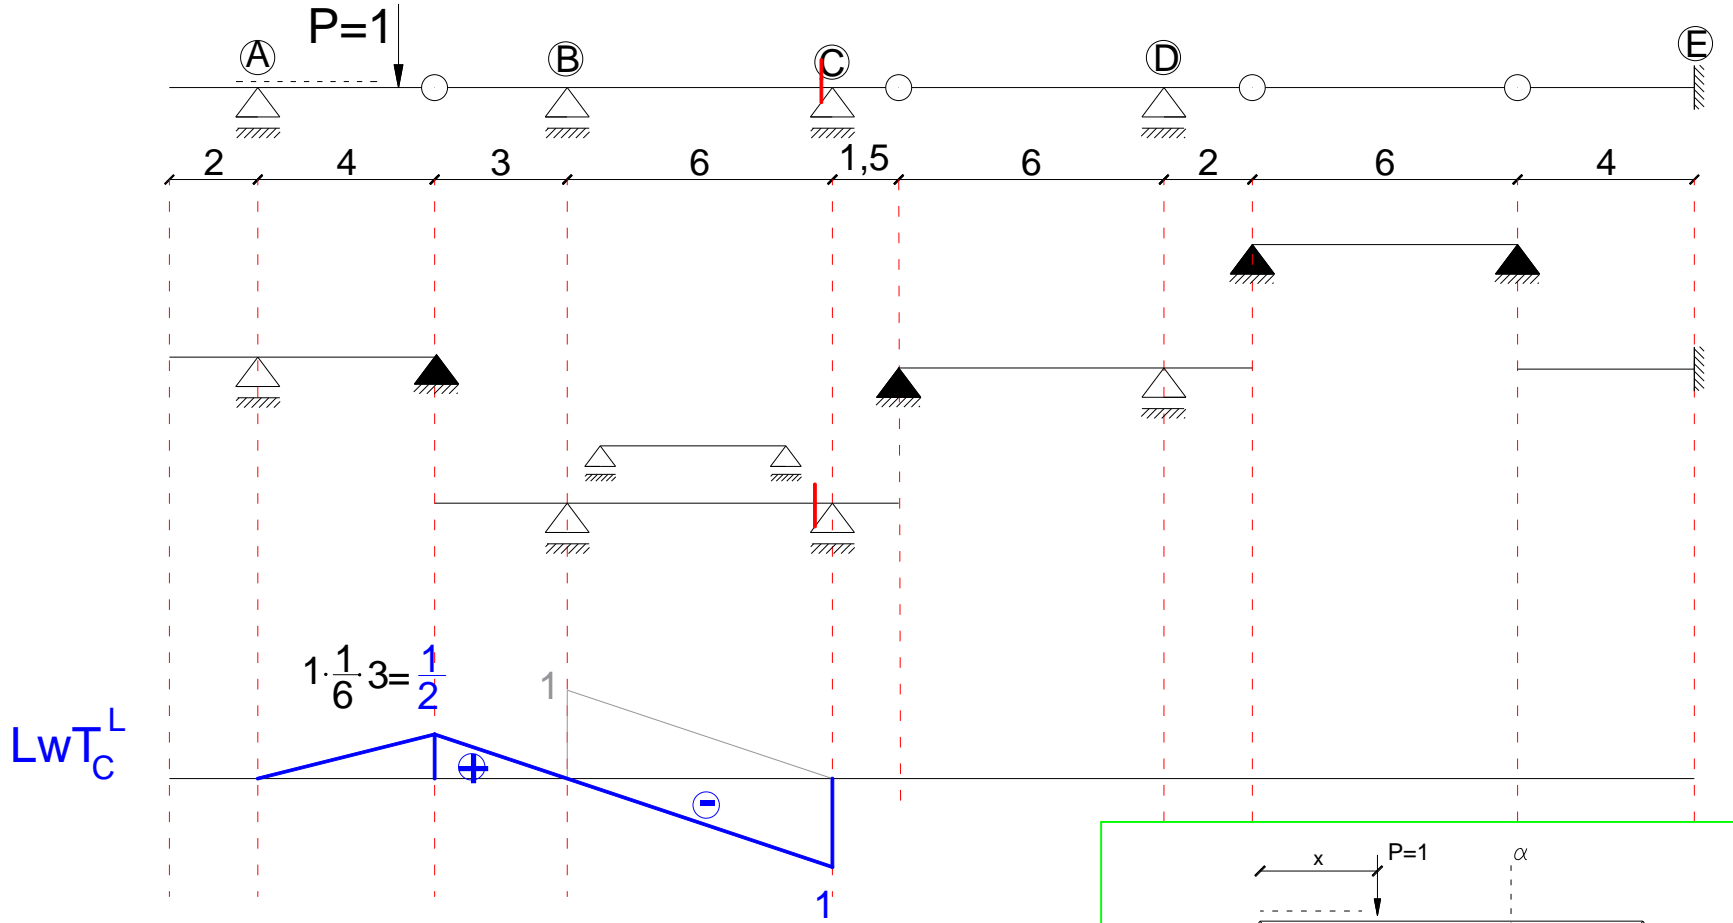 P=1
A B C D E
2 4 3 6 1,5 6 2 6 4
1·1/6·3=1/2
1
LwT_C^L
+
-
1
x P=1 α